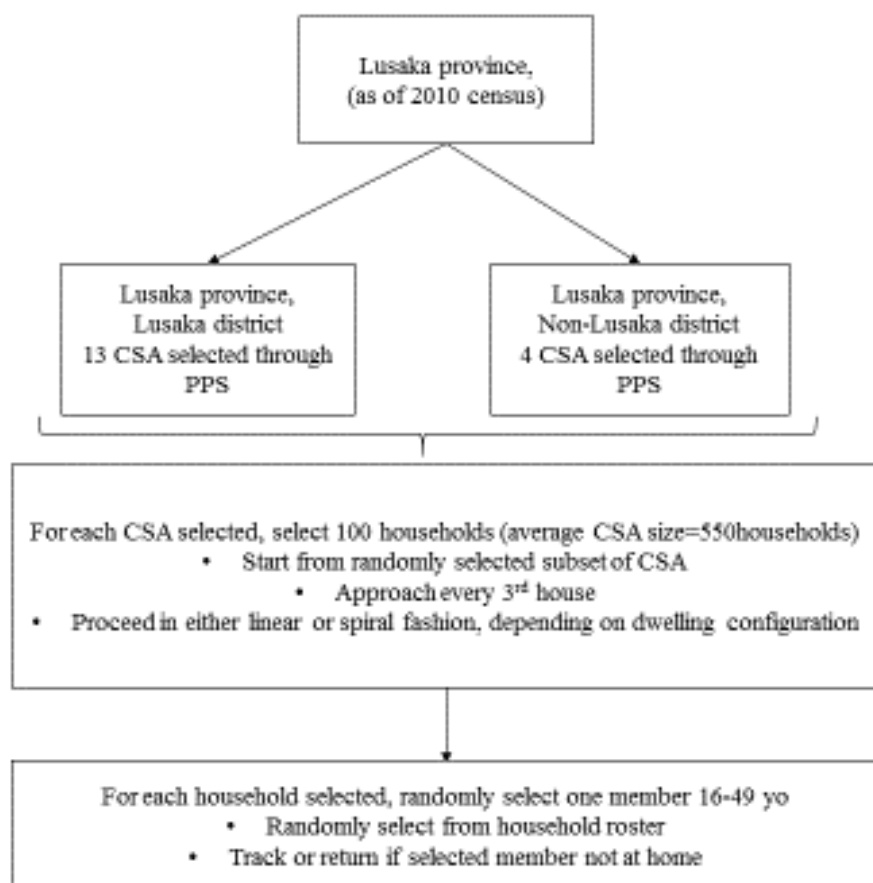 Lusaka province,
(as of 2010 census)
Lusaka province,
Lusaka district
13 CSA selected through
PPS
Lusaka province,
Non-Lusaka district
4 CSA selected through
PPS
For each CSA selected, select 100 households (average CSA size=550households)
• Start from randomly selected subset of CSA
• Approach every 3rd house
• Proceed in either linear or spiral fashion, depending on dwelling configuration
For each household selected, randomly select one member 16-49 yo
• Randomly select from household roster
• Track or return if selected member not at home